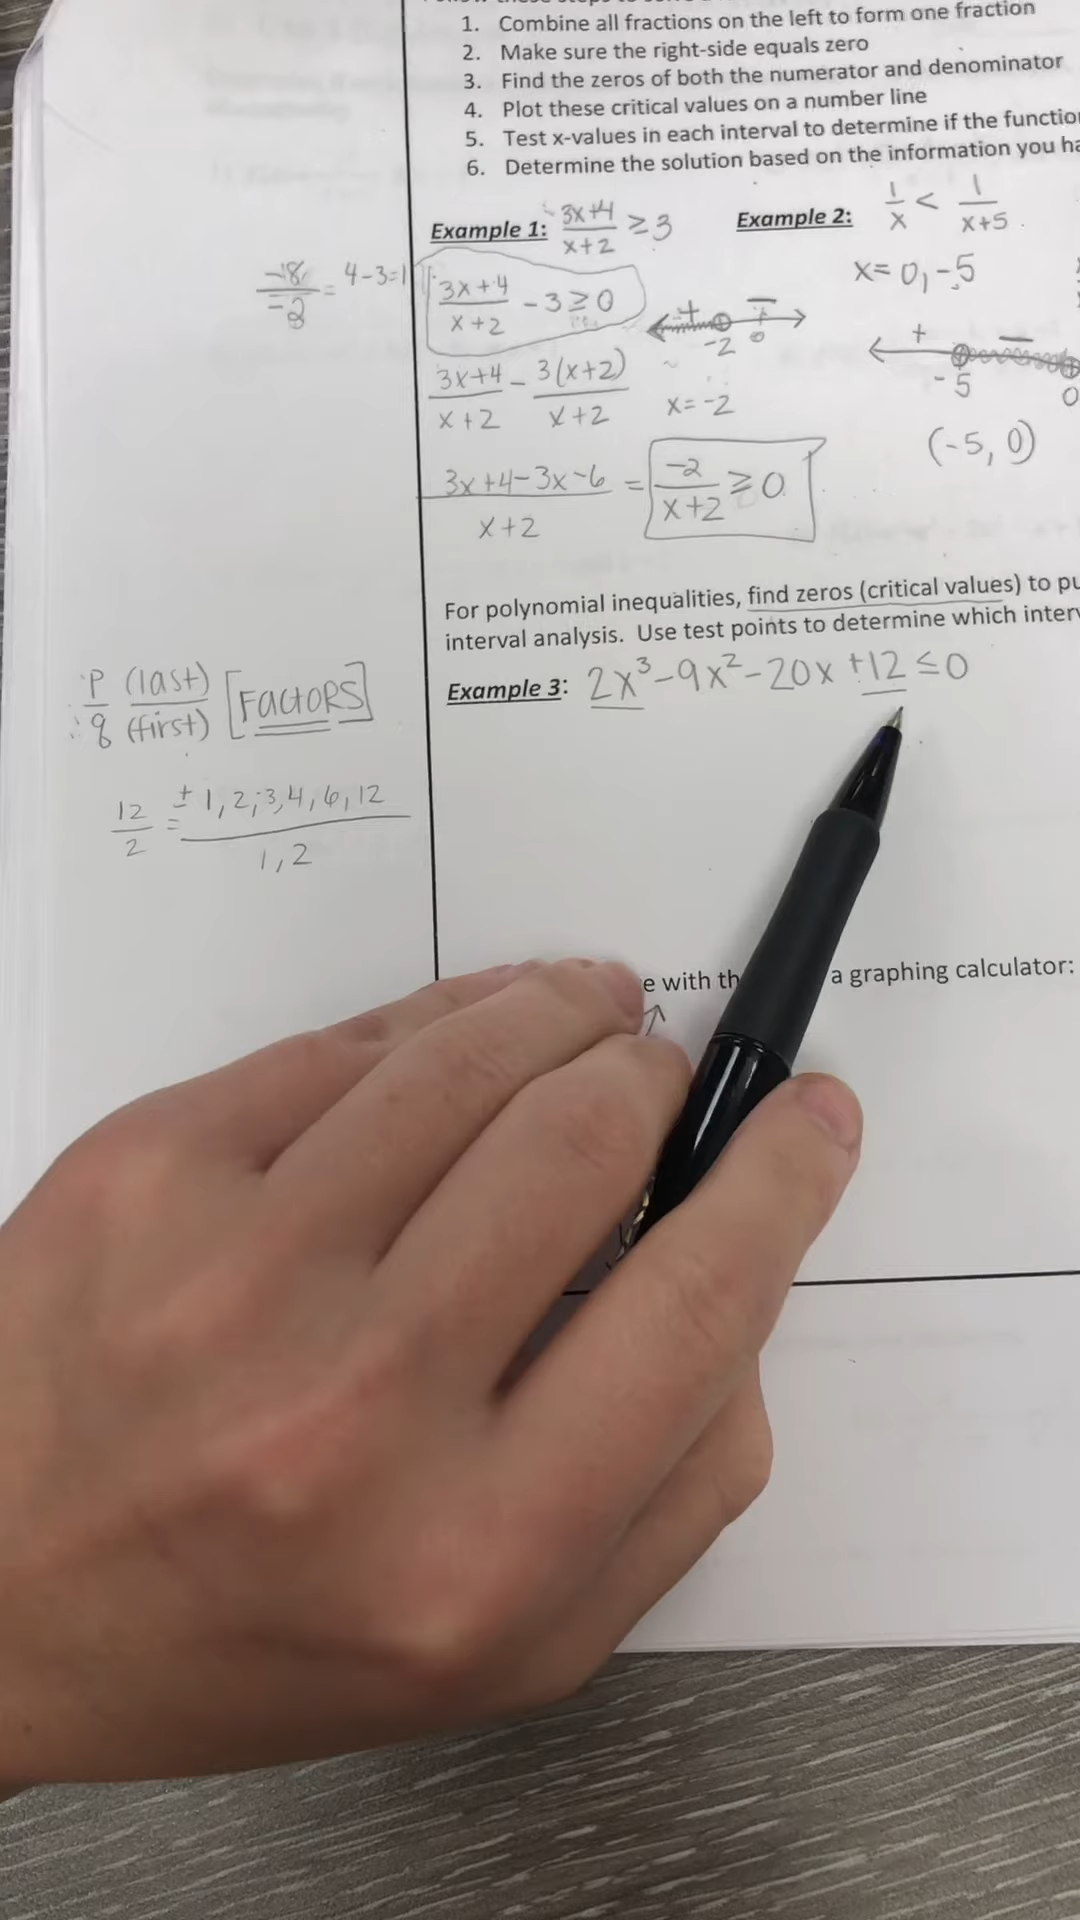 1. Combine all fractions on the left to form one fraction
2. Make sure the right-side equals zero
3. Find the zeros of both the numerator and denominator
4. Plot these critical values on a number line
5. Test x-values in each interval to determine if the
6. Determine the solution based on the information you
Example 1: 3x+4/x+2 ≥ 3
Example 2: 1/x < 1/x+5
-8/-2 = 4-3=1
3x+4/x+2 - 3 ≥ 0
+ -
-2 0
x= 0, -5
+ -
-5 0
3x+4/x+2 - 3(x+2)/x+2
x= -2
(-5, 0)
3x+4-3x-6/x+2 = -2/x+2 ≥ 0
For polynomial inequalities, find zeros (critical values) to
interval analysis. Use test points to determine which
P (last)
q (first) [FACTORS]
Example 3: 2x³-9x²-20x+12 ≤ 0
12/2 = ± 1, 2, 3, 4, 6, 12/1, 2
with a graphing calculator: